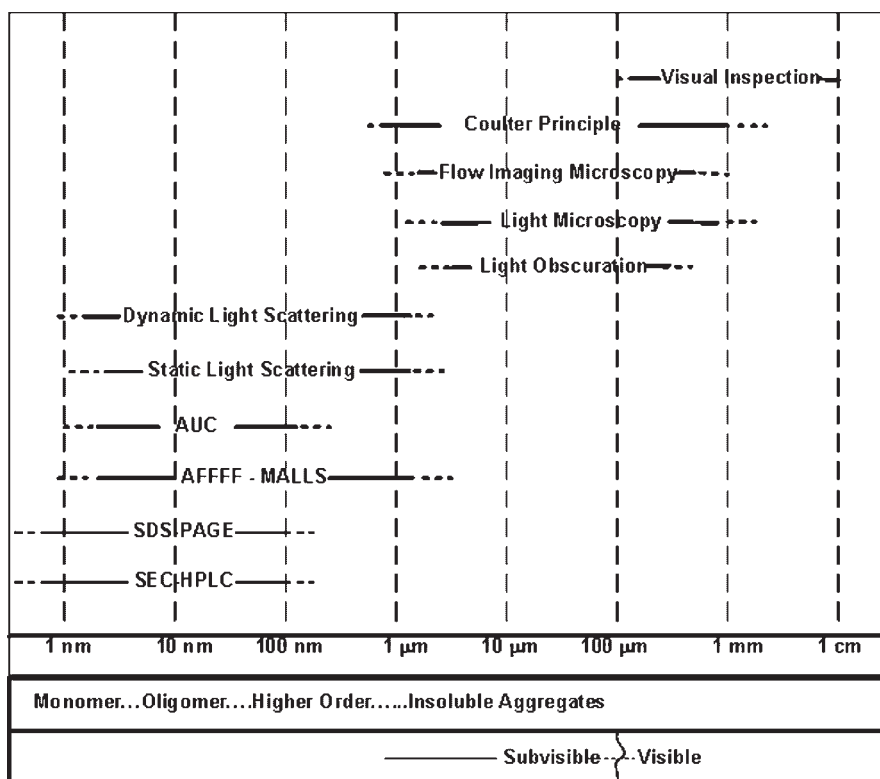 Visual Inspection
Coulter Principle
Flow Imaging Microscopy
Light Microscopy
Light Obscuration
Dynamic Light Scattering
Static Light Scattering
AUC
AFFFF - MALLS
SDS-PAGE
SEC-HPLC
1 nm 10 nm 100 nm 1 µm 10 µm 100 µm 1 mm 1 cm
Monomer...Oligomer....Higher Order......Insoluble Aggregates
Subvisible Visible